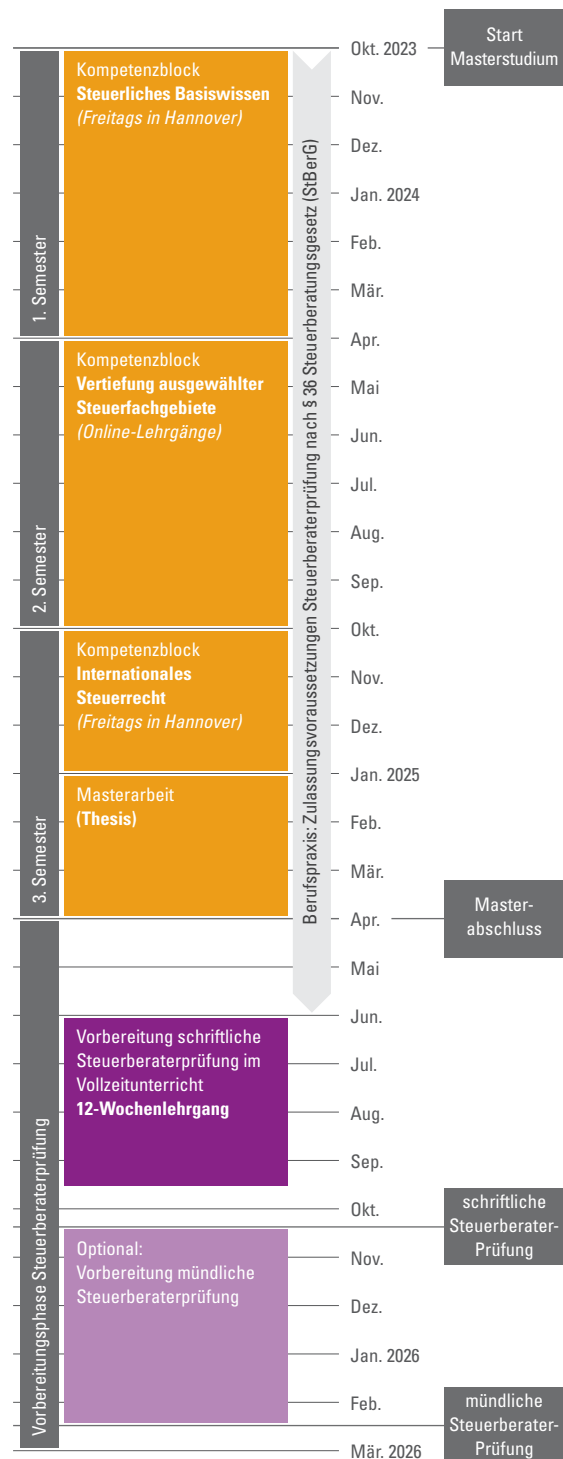 Start
Masterstudium
Okt. 2023
Kompetenzblock
Steuerliches Basiswissen
(Freitags in Hannover)
Nov.
Dez.
Jan. 2024
Feb.
Mär.
1. Semester
Berufspraxis: Zulassungsvoraussetzungen Steuerberaterprüfung nach § 36 Steuerberatungsgesetz (StBerG)
Apr.
Kompetenzblock
Vertiefung ausgewählter
Steuerfachgebiete
(Online-Lehrgänge)
Mai
Jun.
Jul.
Aug.
Sep.
2. Semester
Okt.
Kompetenzblock
Internationales
Steuerrecht
(Freitags in Hannover)
Nov.
Dez.
Jan. 2025
Masterarbeit
(Thesis)
Feb.
Mär.
3. Semester
Apr.
Master-
abschluss
Mai
Jun.
Vorbereitung schriftliche
Steuerberaterprüfung im
Vollzeitunterricht
12-Wochenlehrgang
Jul.
Aug.
Sep.
Vorbereitungsphase Steuerberaterprüfung
Okt.
schriftliche
Steuerberater-
Prüfung
Optional:
Vorbereitung mündliche
Steuerberaterprüfung
Nov.
Dez.
Jan. 2026
Feb.
mündliche
Steuerberater-
Prüfung
Mär. 2026